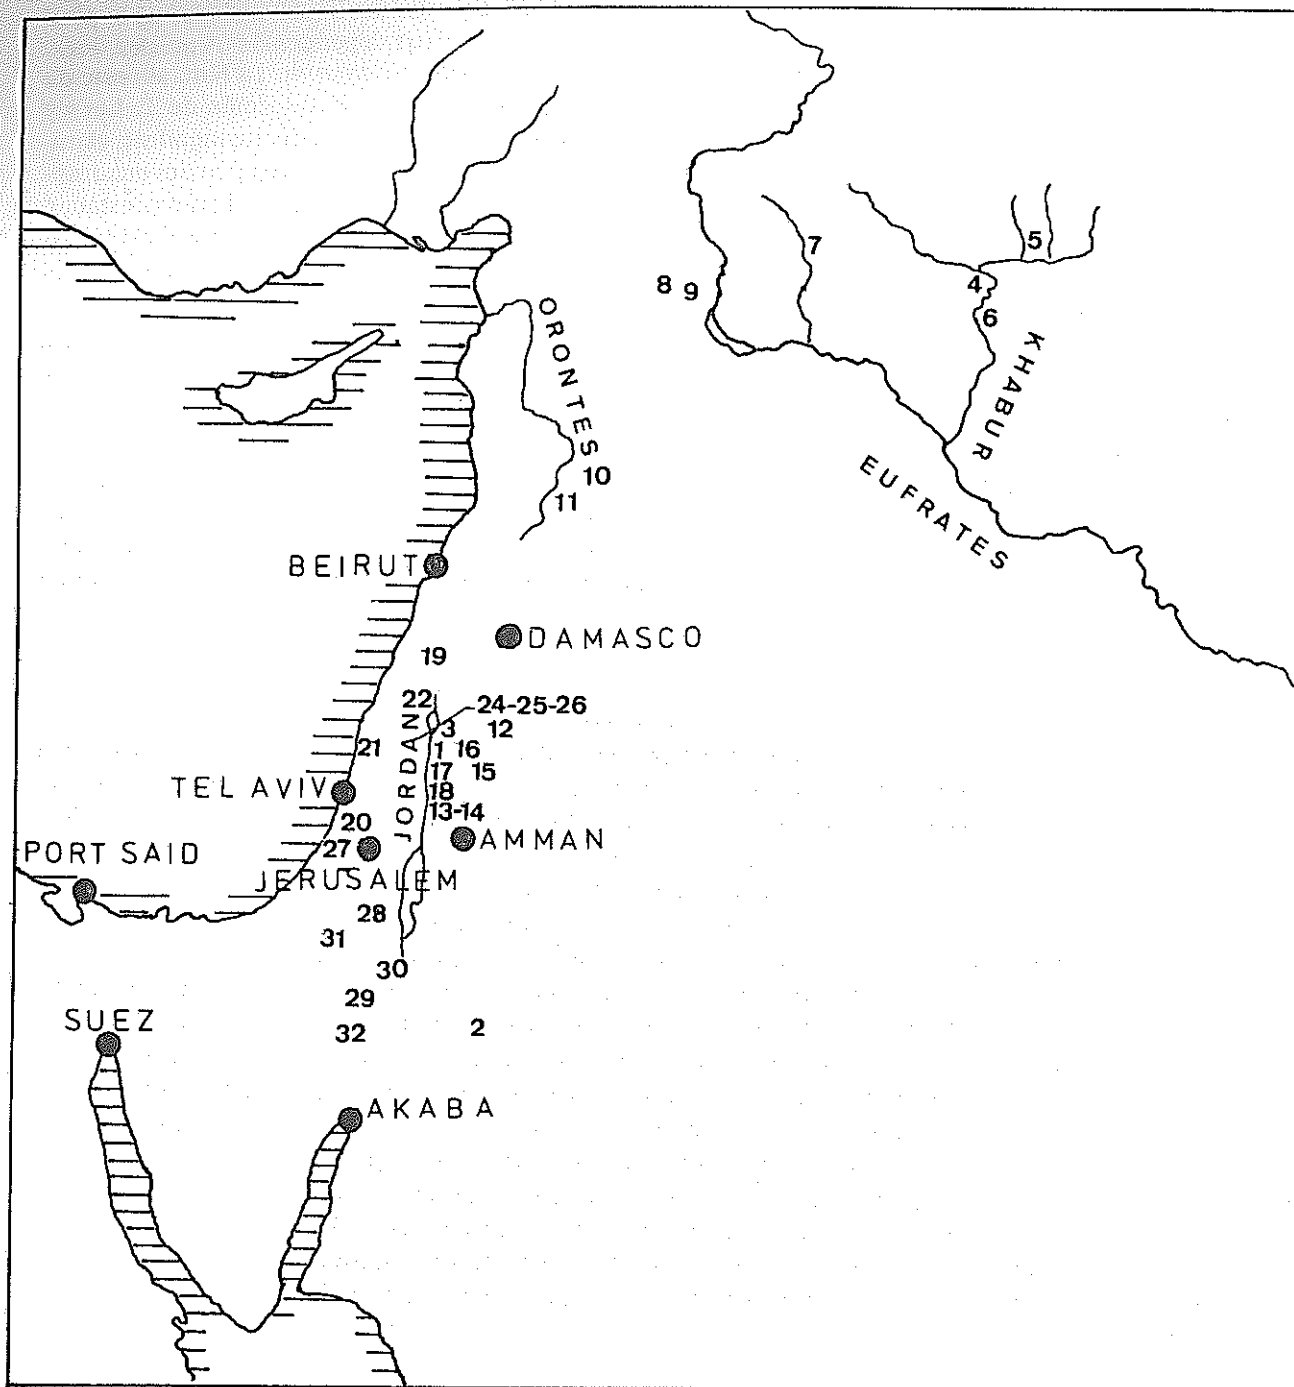 5
7
4
8 9
6
ORONTES
KHABUR
10
EUFRATES
11
BEIRUT
DAMASCO
19
22
24-25-26
3 12
21
1 16
JORDAN
17 15
TEL AVIV
18
13-14
20
AMMAN
27
PORT SAID
JERUSALEM
28
31
30
29
SUEZ
2
32
AKABA